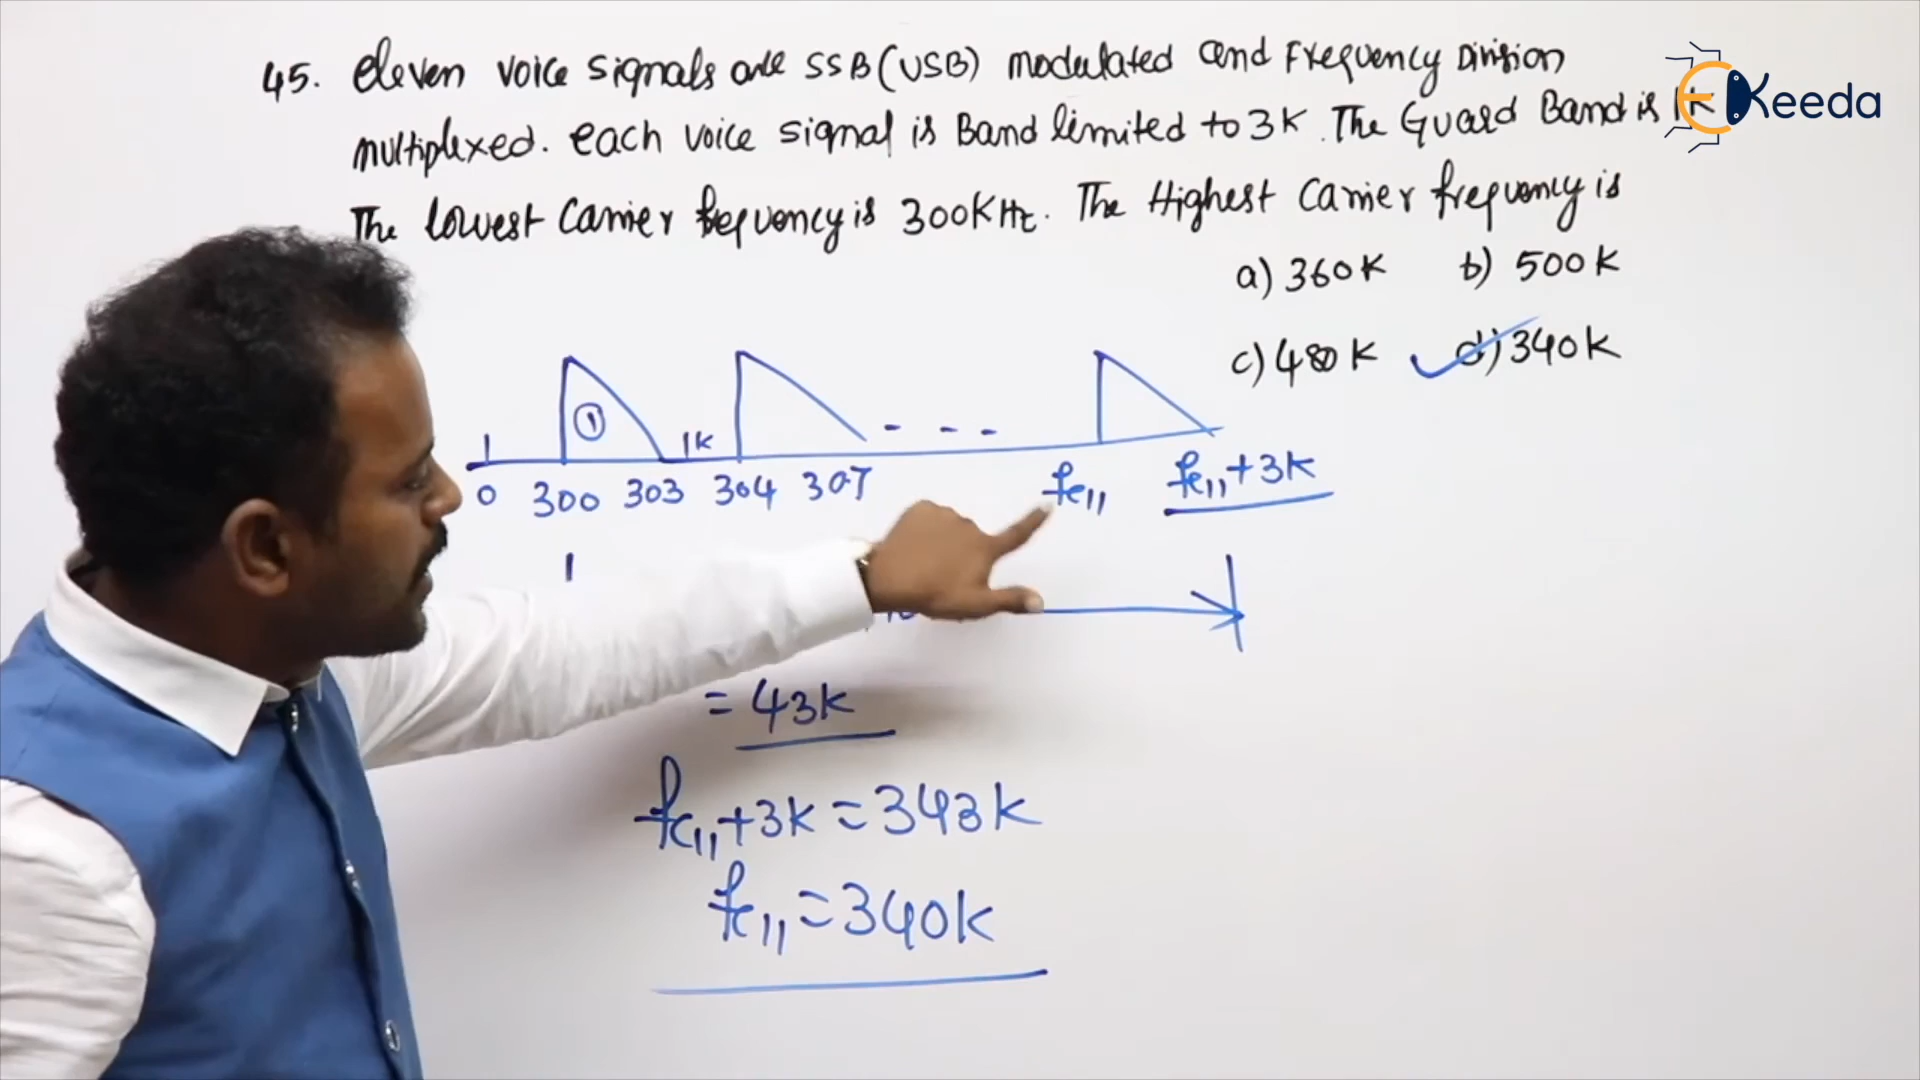 45. Eleven voice signals are SSB(USB) modulated and Frequency Division
multiplexed. each voice signal is Band limited to 3K. The Guard Band is 1K
The lowest Carrier frequency is 300KHz. The Highest Carrier frequency is
a) 360K b) 500K
c) 480K d) 340K
EKeeda
1 1K - - -
0 300 303 304 307 fc11 fc11+3K
= 43K
fc11+3K = 343K
fc11 = 340K